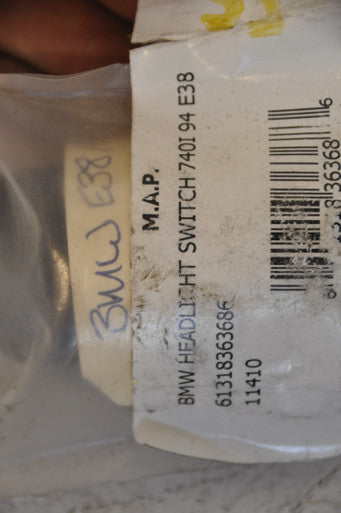 M.A.P.
BMW HEADLIGHT SWITCH 740I 94 E38
61318363686
11410
BMW E38